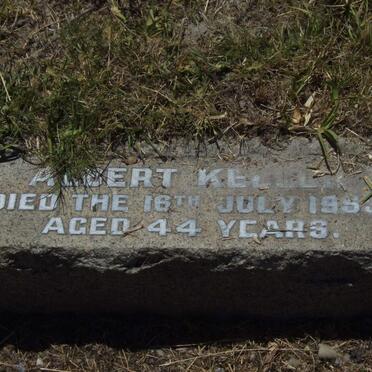 ALBERT
DIED THE 16TH JULY
AGED 44 YEARS.